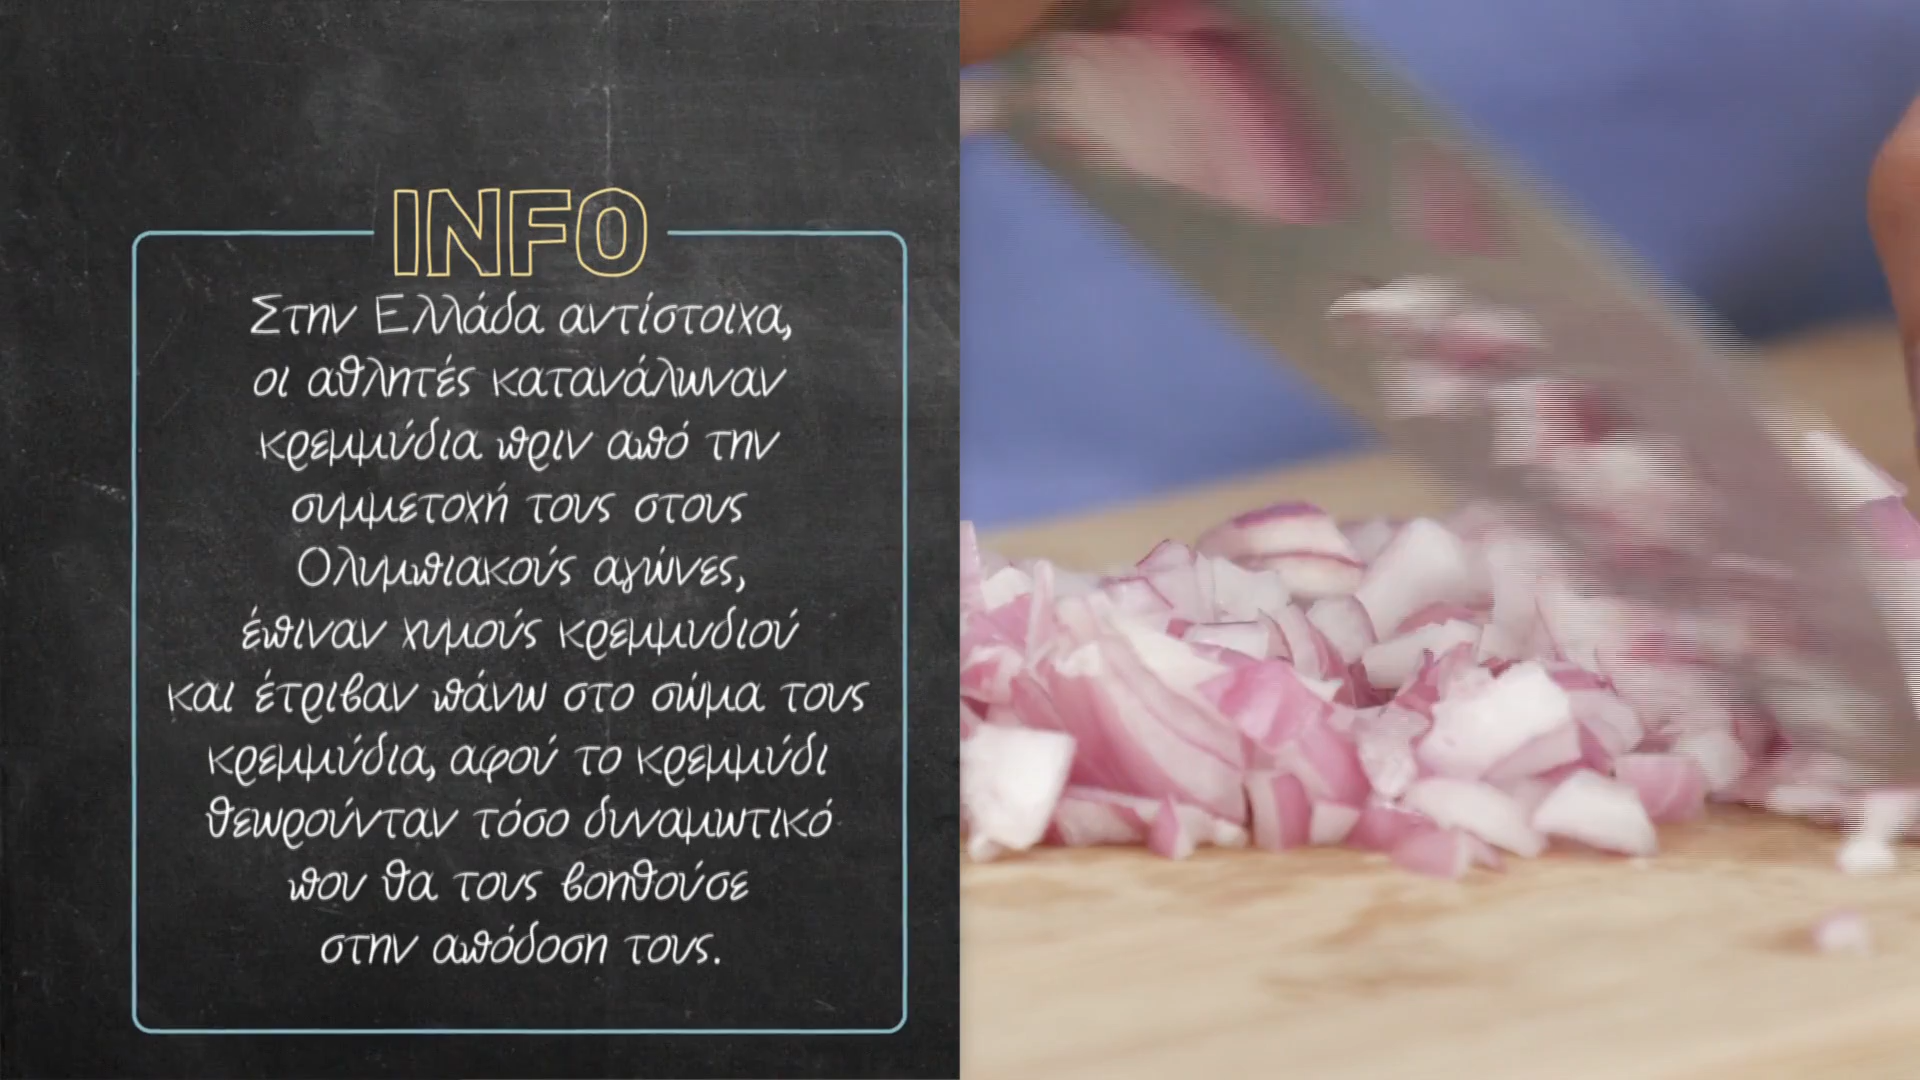 INFO
Στην Ελλάδα αντίστοιχα,
οι αθλητές κατανάλωναν
κρεμμύδια πριν από την
συμμετοχή τους στους
Ολυμπιακούς αγώνες,
έπιναν χυμούς κρεμμυδιού
και έτριβαν πάνω στο σώμα τους
κρεμμύδια, αφού το κρεμμύδι
θεωρούνταν τόσο δυναμωτικό
που θα τους βοηθούσε
στην απόδοση τους.